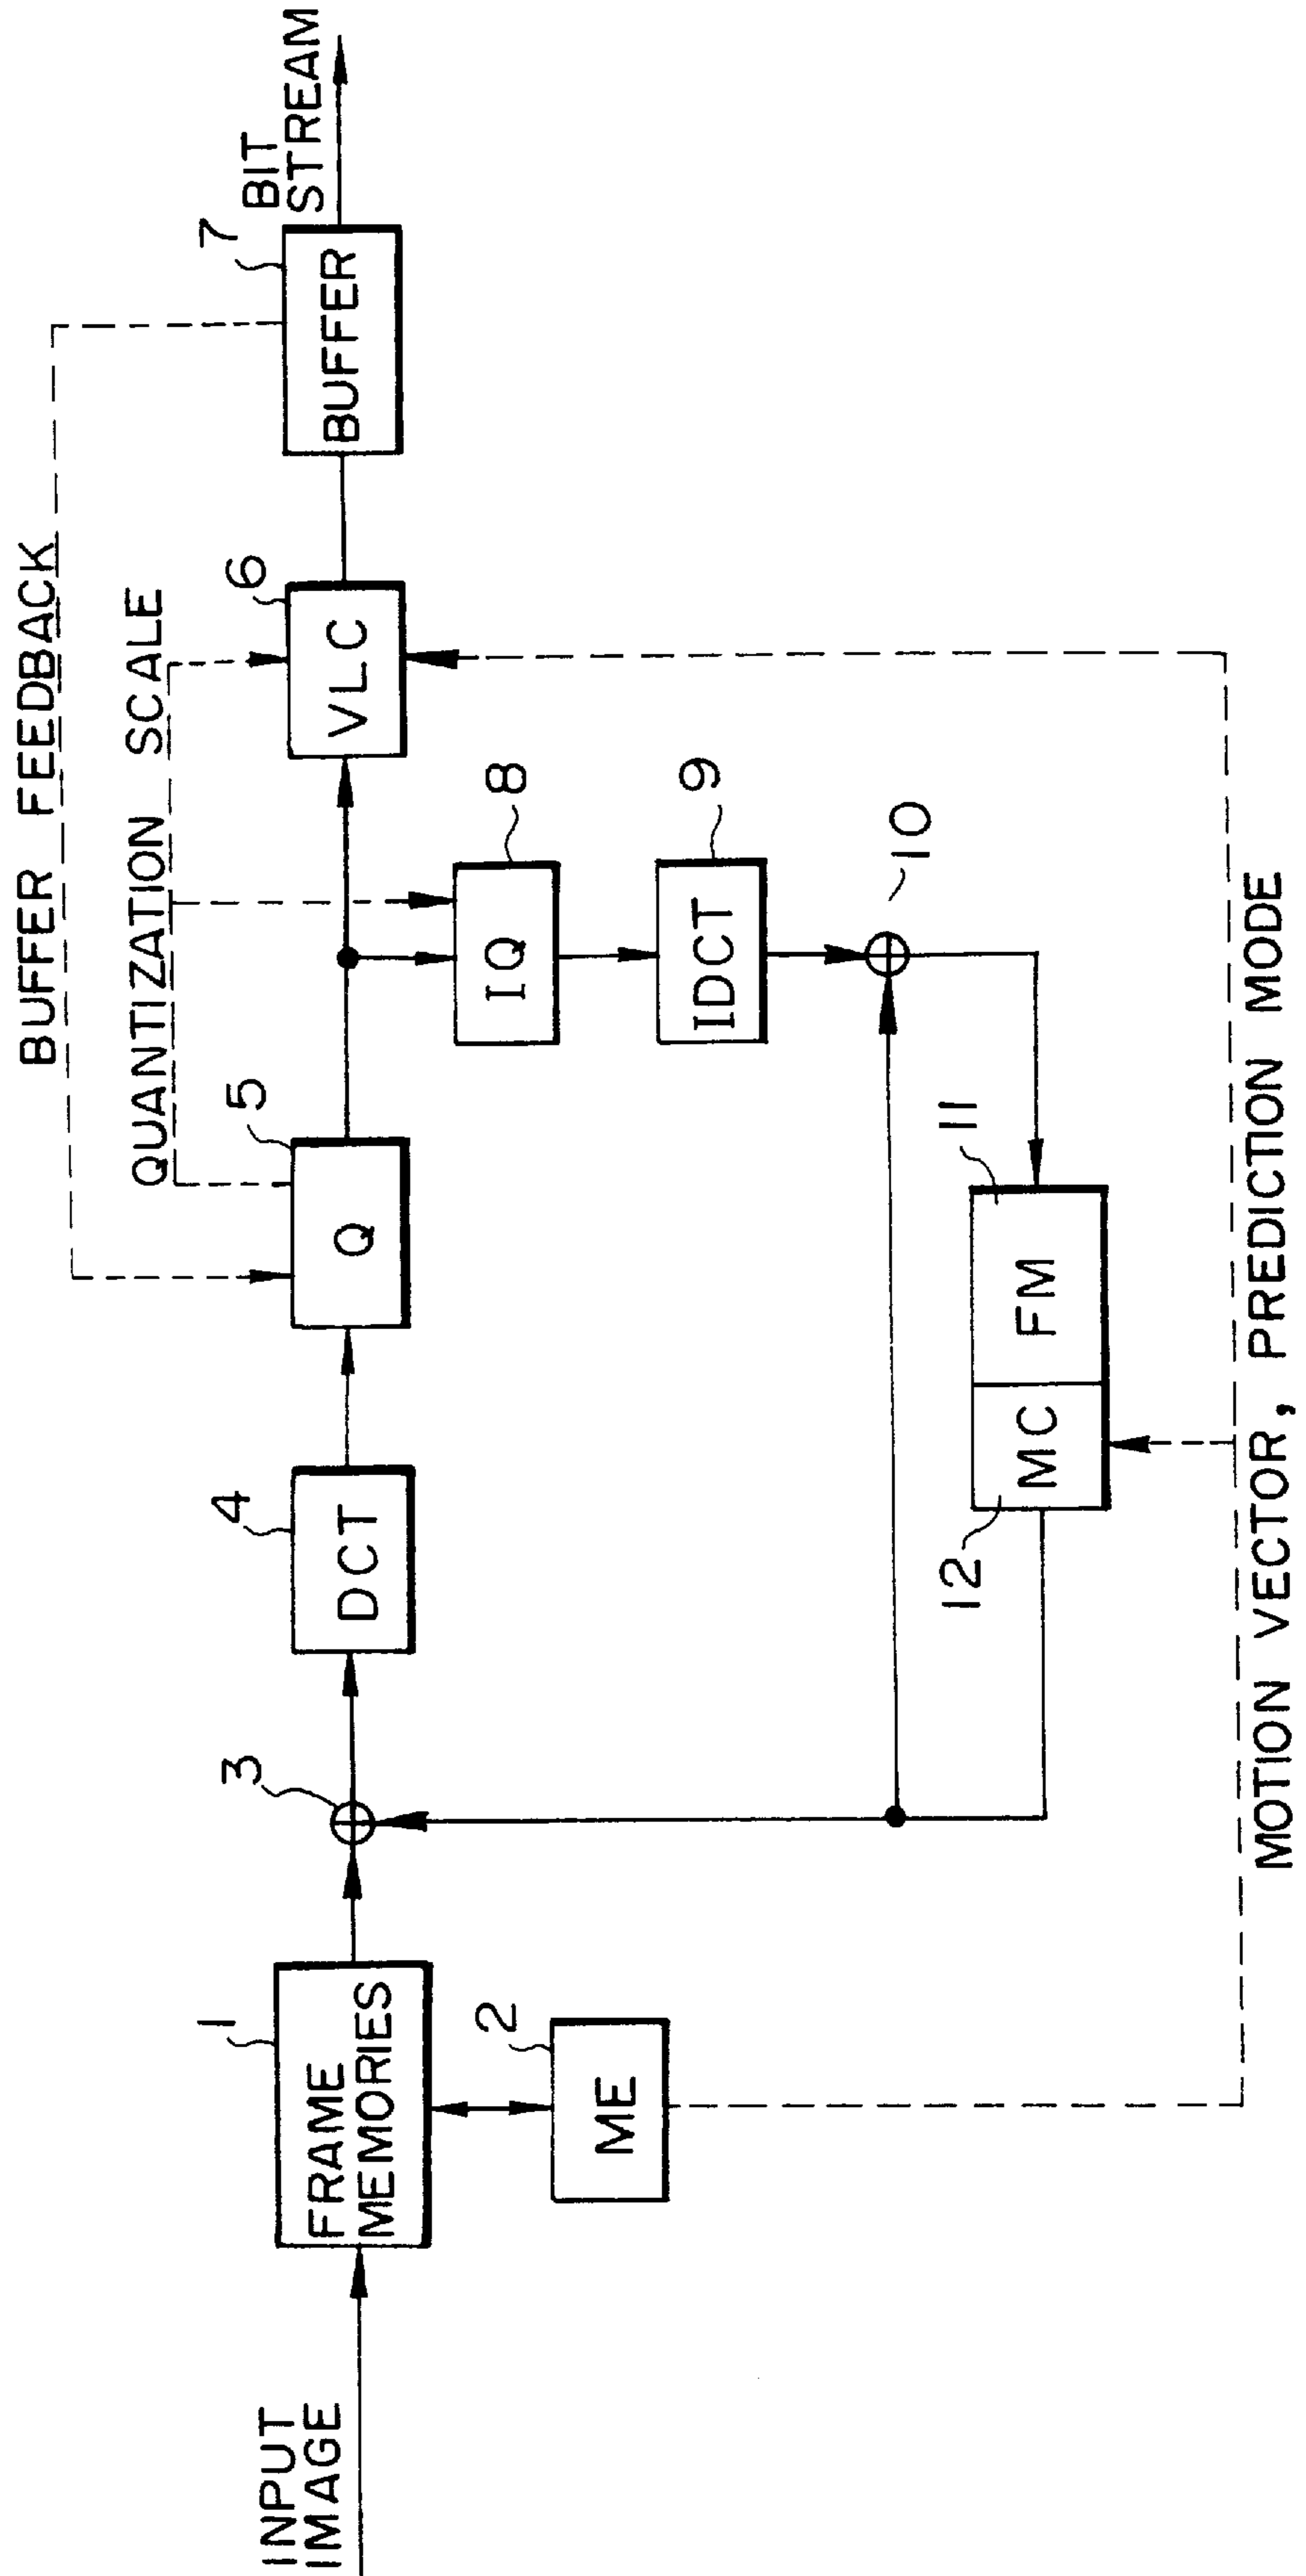 BUFFER FEEDBACK
QUANTIZATION SCALE
INPUT
IMAGE
1
FRAME
MEMORIES
2
ME
3
4
DCT
5
Q
6
VLC
7
BUFFER
BIT
STREAM
8
IQ
9
IDCT
10
11
FM
12
MC
MOTION VECTOR, PREDICTION MODE